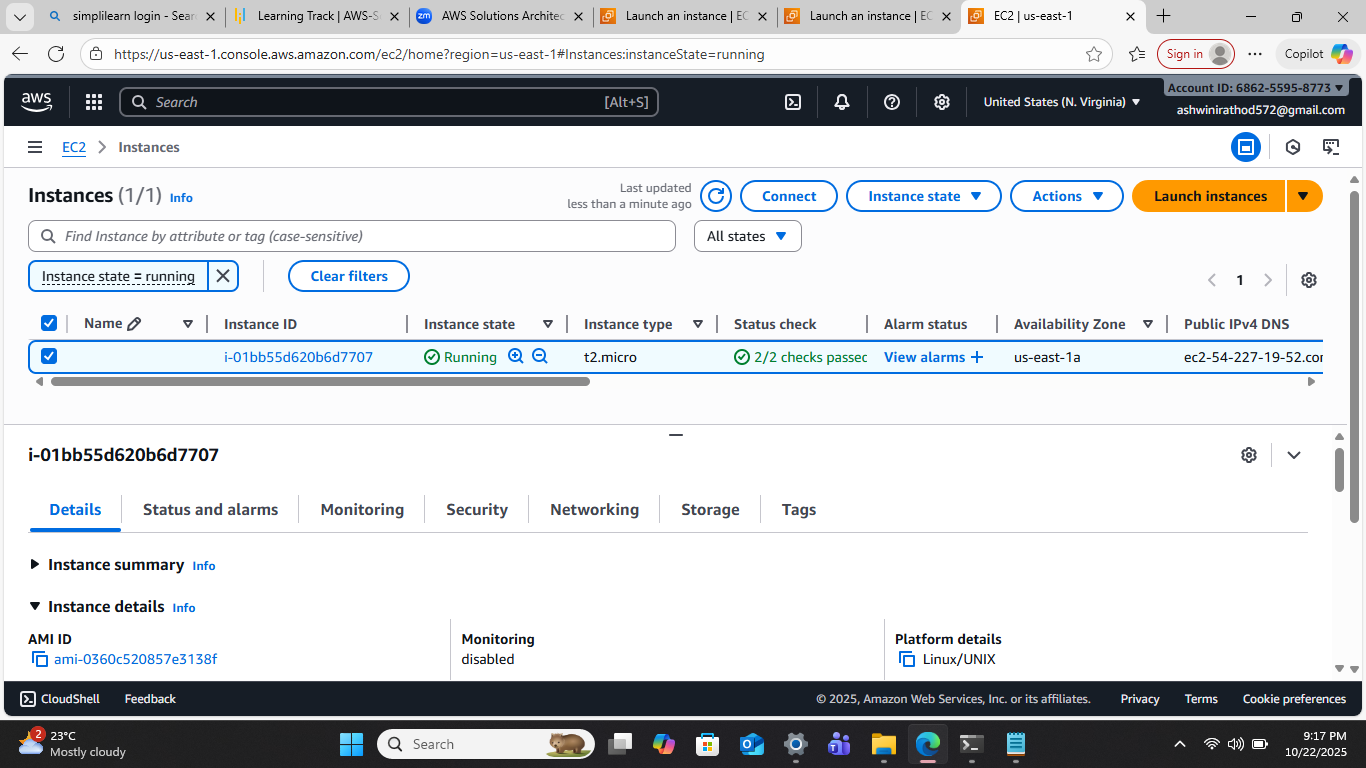 simplilearn login - Sear
Learning Track | AWS-S
zm AWS Solutions Architec
Launch an instance | EC
Launch an instance | EC
EC2 | us-east-1
https://us-east-1.console.aws.amazon.com/ec2/home?region=us-east-1#Instances:instanceState=running
Sign in
Copilot
aws
Search [Alt+S]
United States (N. Virginia)
Account ID: 6862-5595-8773
ashwinirathod572@gmail.com
EC2 > Instances
Instances (1/1) Info
Last updated
less than a minute ago
Connect
Instance state
Actions
Launch instances
Find Instance by attribute or tag (case-sensitive)
All states
Instance state = running
Clear filters
1
Name Instance ID Instance state Instance type Status check Alarm status Availability Zone Public IPv4 DNS
i-01bb55d620b6d7707 Running t2.micro 2/2 checks passec View alarms + us-east-1a ec2-54-227-19-52.cor
i-01bb55d620b6d7707
Details Status and alarms Monitoring Security Networking Storage Tags
Instance summary Info
Instance details Info
AMI ID Monitoring Platform details
ami-0360c520857e3138f disabled Linux/UNIX
CloudShell Feedback © 2025, Amazon Web Services, Inc. or its affiliates. Privacy Terms Cookie preferences
2
23°C
Mostly cloudy
Search
9:17 PM
10/22/2025